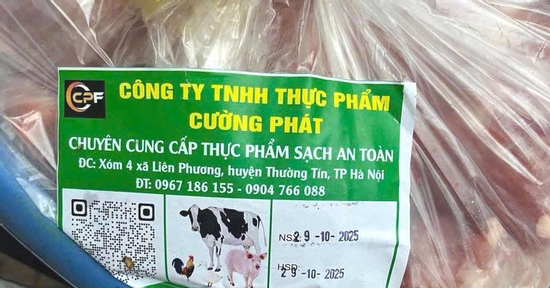 CPF
CÔNG TY TNHH THỰC PHẨM
CƯỜNG PHÁT
CHUYÊN CUNG CẤP THỰC PHẨM SẠCH AN TOÀN
ĐC: Xóm 4 xã Liên Phương, huyện Thường Tín, TP Hà Nội
ĐT: 0967 186 155 - 0904 766 088
NSX 29 -10- 2025
HSD: 29 -10- 2025